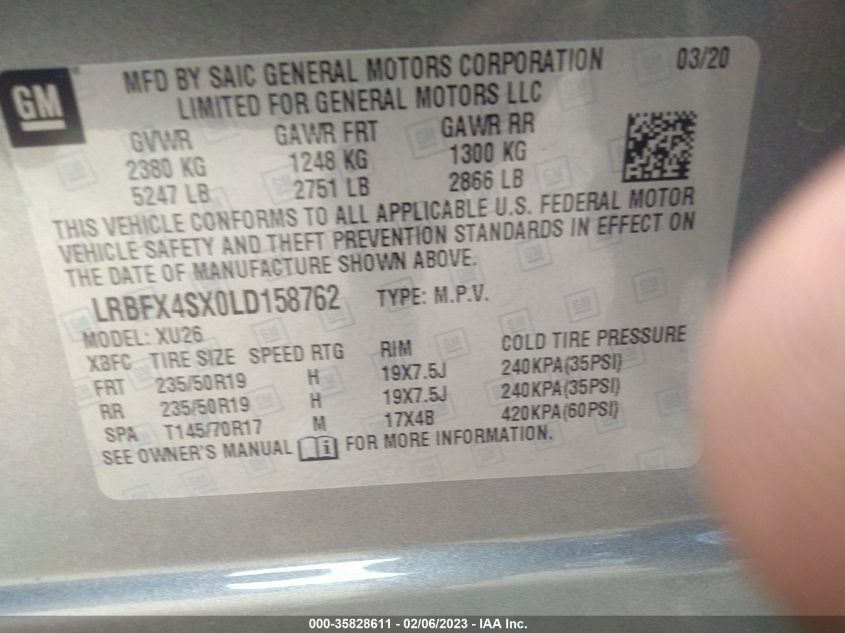 GM
MFD BY SAIC GENERAL MOTORS CORPORATION 03/20
LIMITED FOR GENERAL MOTORS LLC
GVWR GAWR FRT GAWR RR
2380 KG 1248 KG 1300 KG
5247 LB 2751 LB 2866 LB
THIS VEHICLE CONFORMS TO ALL APPLICABLE U.S. FEDERAL MOTOR
VEHICLE SAFETY AND THEFT PREVENTION STANDARDS IN EFFECT ON
THE DATE OF MANUFACTURE SHOWN ABOVE.
LRBFX4SX0LD158762 TYPE: M.P.V.
MODEL: XU26
X3FC TIRE SIZE SPEED RTG RIM COLD TIRE PRESSURE
FRT 235/50R19 H 19X7.5J 240KPA(35PSI)
RR 235/50R19 H 19X7.5J 240KPA(35PSI)
SPA T145/70R17 M 17X4B 420KPA(60PSI)
SEE OWNER'S MANUAL FOR MORE INFORMATION.
000-35828611 - 02/06/2023 - IAA Inc.